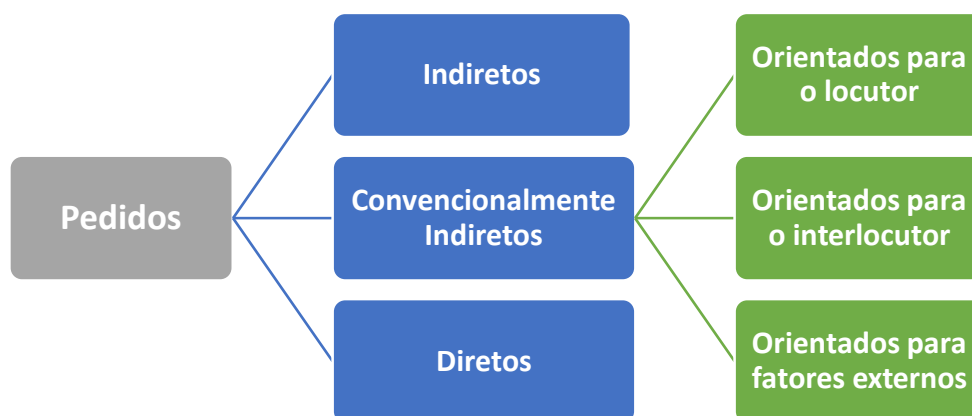 Pedidos
Indiretos
Convencionalmente
Indiretos
Diretos
Orientados para
o locutor
Orientados para
o interlocutor
Orientados para
fatores externos